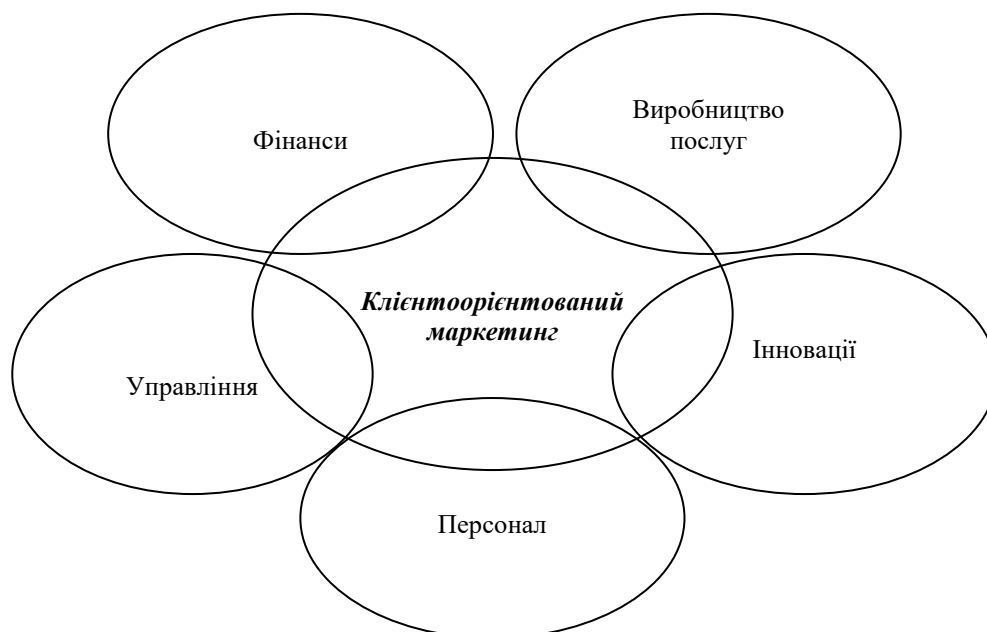 Фінанси
Виробництво
послуг
Клієнтоорієнтований
маркетинг
Інновації
Управління
Персонал